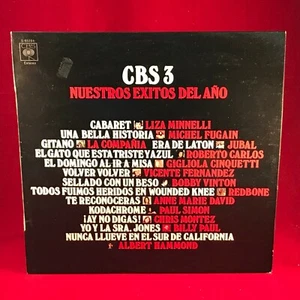 CBS
CBS 3
NUESTROS EXITOS DEL AÑO
CABARET • LIZA MINNELLI
UNA BELLA HISTORIA • MICHEL FUGAIN
GITANO • LA COMPAÑIA ERA DE LATON • JUBAL
EL GATO QUE ESTA TRISTE Y AZUL • ROBERTO CARLOS
EL DOMINGO AL IR A MISA • GIGLIOLA CINQUETTI
VOLVER VOLVER • VICENTE FERNANDEZ
SELLADO CON UN BESO • BOBBY VINTON
TODOS FUIMOS HERIDOS EN WOUNDED KNEE • REDBONE
TE RECONOCERAS • ANNE MARIE DAVID
KODACHROME • PAUL SIMON
¡AY NO DIGAS! • CHRIS MONTEZ
YO Y LA SRA. JONES • BILLY PAUL
NUNCA LLUEVE EN EL SUR DE CALIFORNIA
• ALBERT HAMMOND